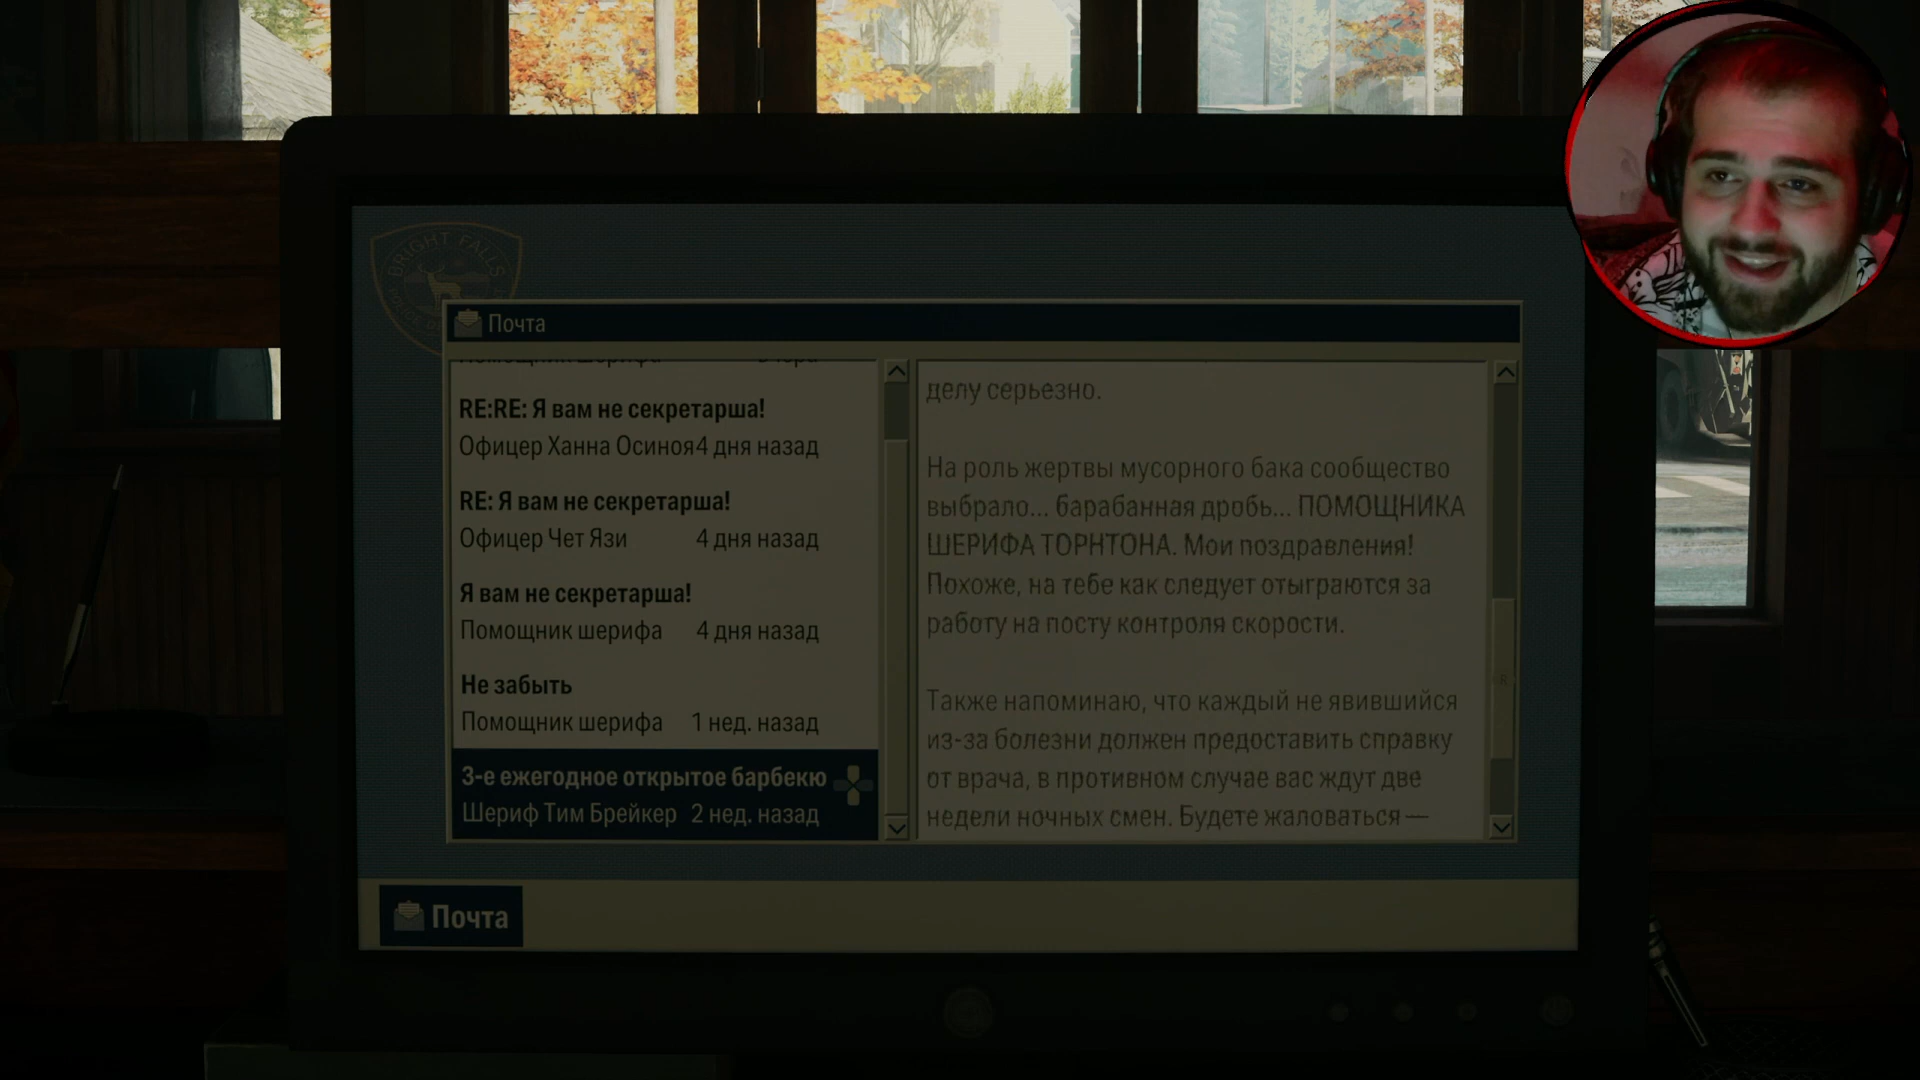 BRIGHT FALLS
Почта
RE:RE: Я вам не секретарша!
Офицер Ханна Осиноя 4 дня назад
RE: Я вам не секретарша!
Офицер Чет Язи 4 дня назад
Я вам не секретарша!
Помощник шерифа 4 дня назад
Не забыть
Помощник шерифа 1 нед. назад
3-е ежегодное открытое барбекю
Шериф Тим Брейкер 2 нед. назад
делу серьезно.
На роль жертвы мусорного бака сообщество
выбрало... барабанная дробь... ПОМОЩНИКА
ШЕРИФА ТОРНТОНА. Мои поздравления!
Похоже, на тебе как следует отыграются за
работу на посту контроля скорости.
Также напоминаю, что каждый не явившийся
из-за болезни должен предоставить справку
от врача, в противном случае вас ждут две
недели ночных смен. Будете жаловаться —
R
Почта